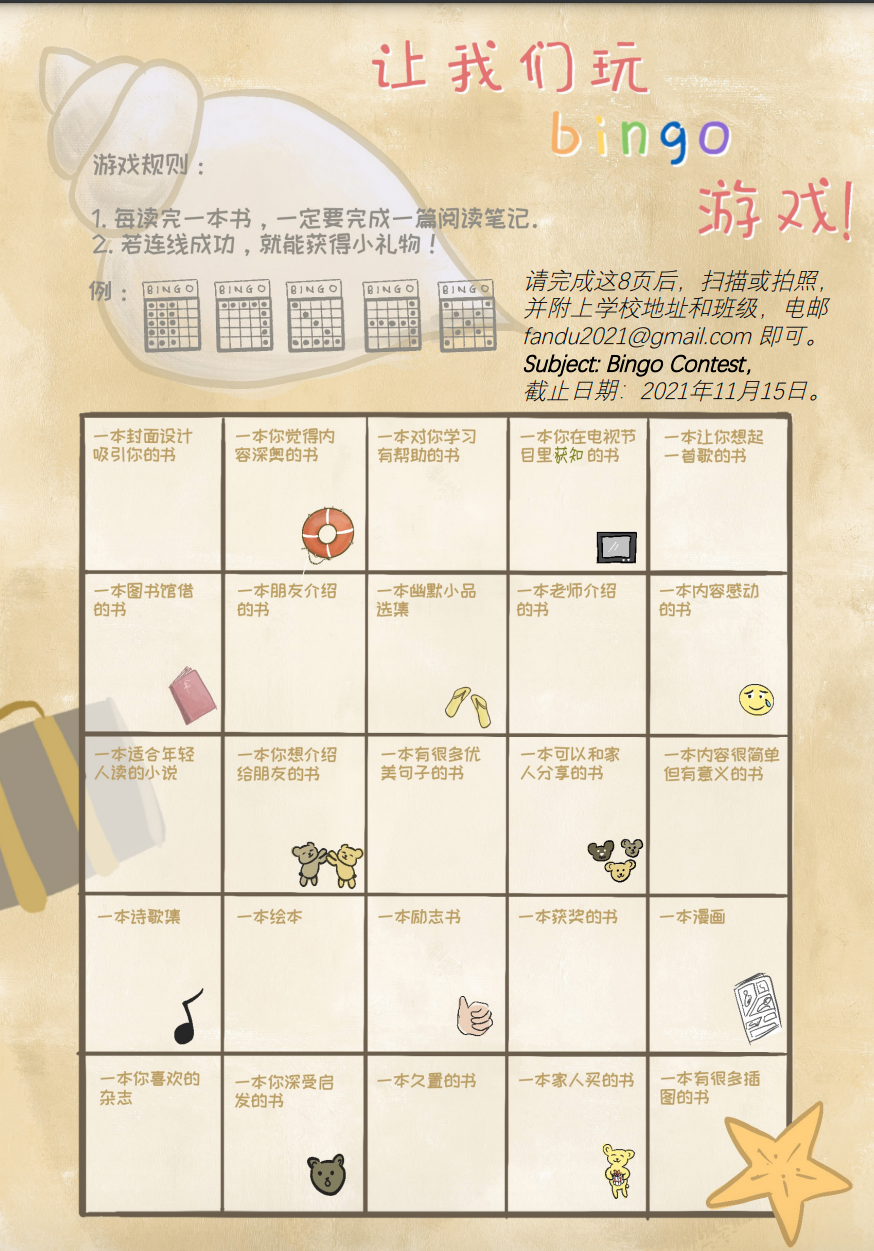 让我们玩
bingo
游戏!
游戏规则：
1. 每读完一本书，一定要完成一篇阅读笔记.
2. 若连线成功，就能获得小礼物！
例：
BINGO
BINGO
BINGO
BINGO
BINGO
请完成这8页后，扫描或拍照，
并附上学校地址和班级，电邮
fandu2021@gmail.com 即可。
Subject: Bingo Contest,
截止日期：2021年11月15日。
一本封面设计
吸引你的书
一本你觉得内
容深奥的书
一本对你学习
有帮助的书
一本你在电视节
目里获知 的书
一本让你想起
一首歌的书
一本图书馆借
的书
一本朋友介绍
的书
一本幽默小品
选集
一本老师介绍
的书
一本内容感动
的书
一本适合年轻
人读的小说
一本你想介绍
给朋友的书
一本有很多优
美句子的书
一本可以和家
人分享的书
一本内容很简单
但有意义的书
一本诗歌集
一本绘本
一本励志书
一本获奖的书
一本漫画
一本你喜欢的
杂志
一本你深受启
发的书
一本久置的书
一本家人买的书
一本有很多插
图的书